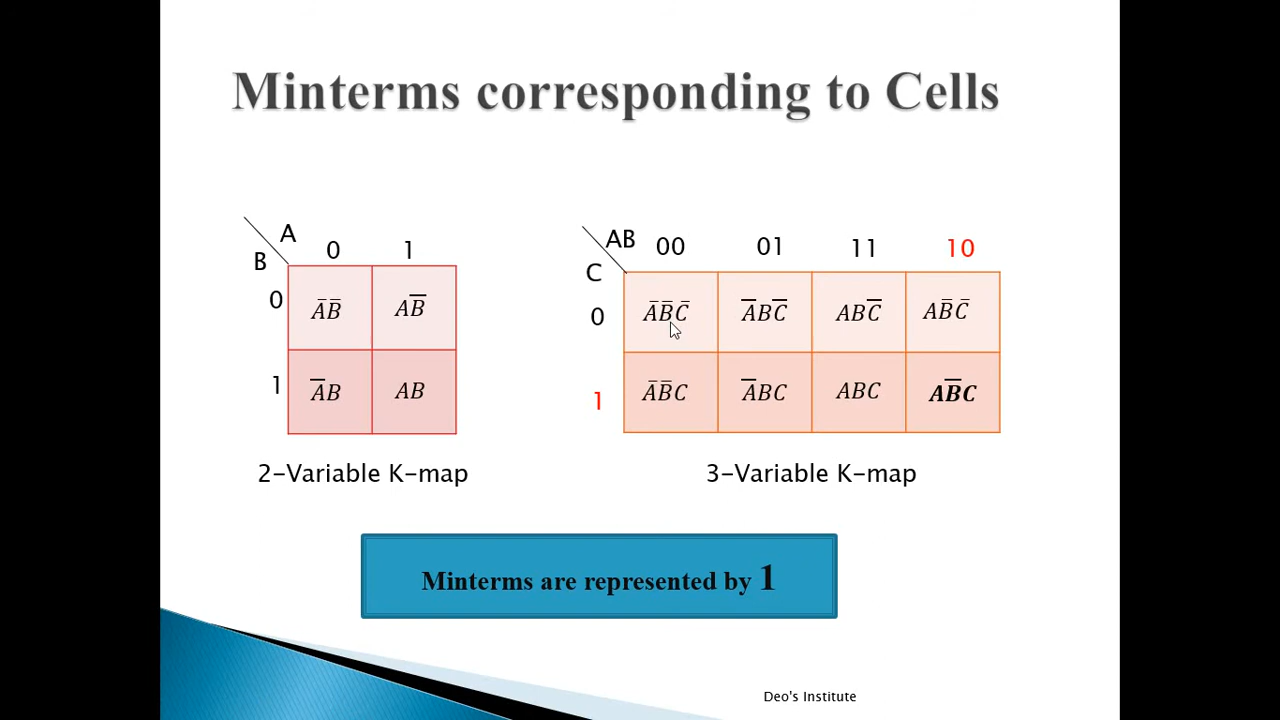 Minterms corresponding to Cells
A
B
0 1
0 A̅B̅ AB̅
1 A̅B AB
2-Variable K-map
AB
C
00 01 11 10
0 A̅B̅C̅ A̅BC̅ ABC̅ AB̅C̅
1 A̅B̅C A̅BC ABC AB̅C
3-Variable K-map
Minterms are represented by 1
Deo's Institute